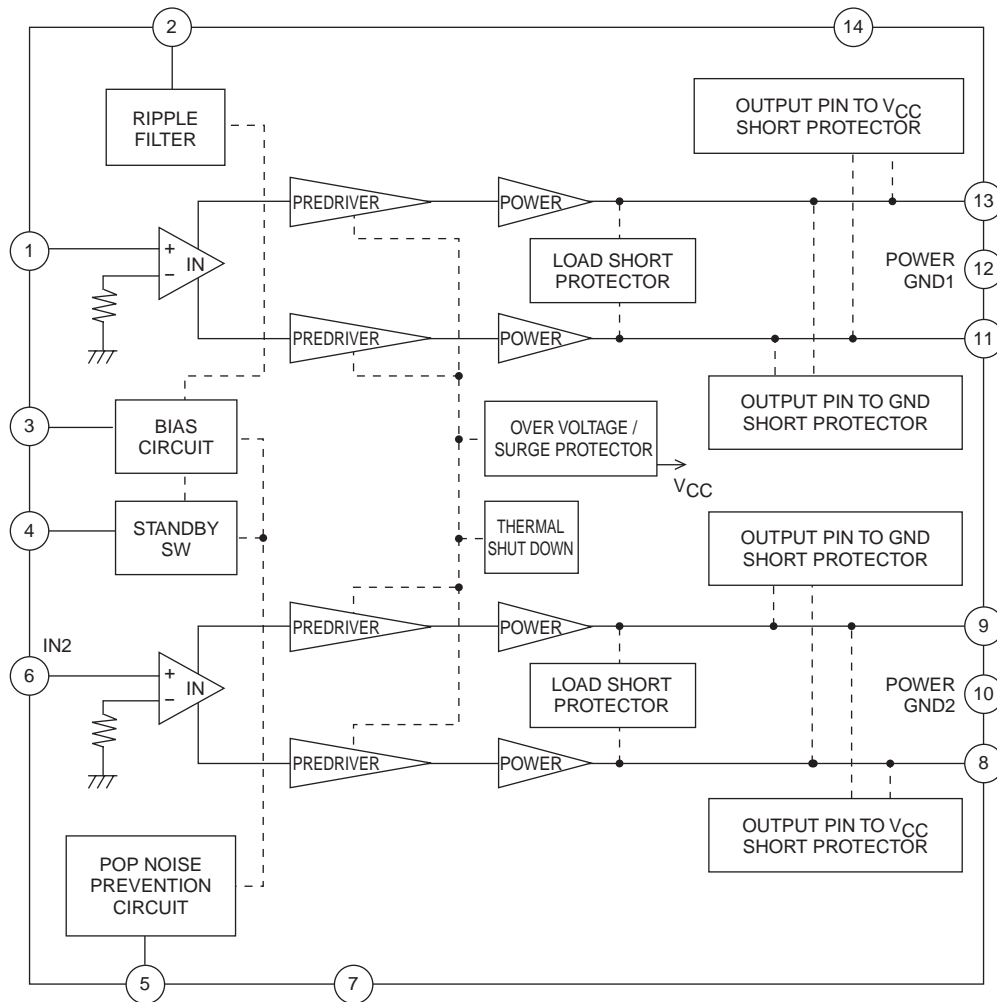 2
14
RIPPLE
FILTER
OUTPUT PIN TO VCC
SHORT PROTECTOR
PREDRIVER
POWER
13
1
+
−
IN
LOAD SHORT
PROTECTOR
POWER
GND1
12
PREDRIVER
POWER
11
3
BIAS
CIRCUIT
OVER VOLTAGE /
SURGE PROTECTOR
VCC
OUTPUT PIN TO GND
SHORT PROTECTOR
4
STANDBY
SW
THERMAL
SHUT DOWN
OUTPUT PIN TO GND
SHORT PROTECTOR
PREDRIVER
POWER
9
IN2
6
+
−
IN
LOAD SHORT
PROTECTOR
POWER
GND2
10
PREDRIVER
POWER
8
OUTPUT PIN TO VCC
SHORT PROTECTOR
POP NOISE
PREVENTION
CIRCUIT
5
7